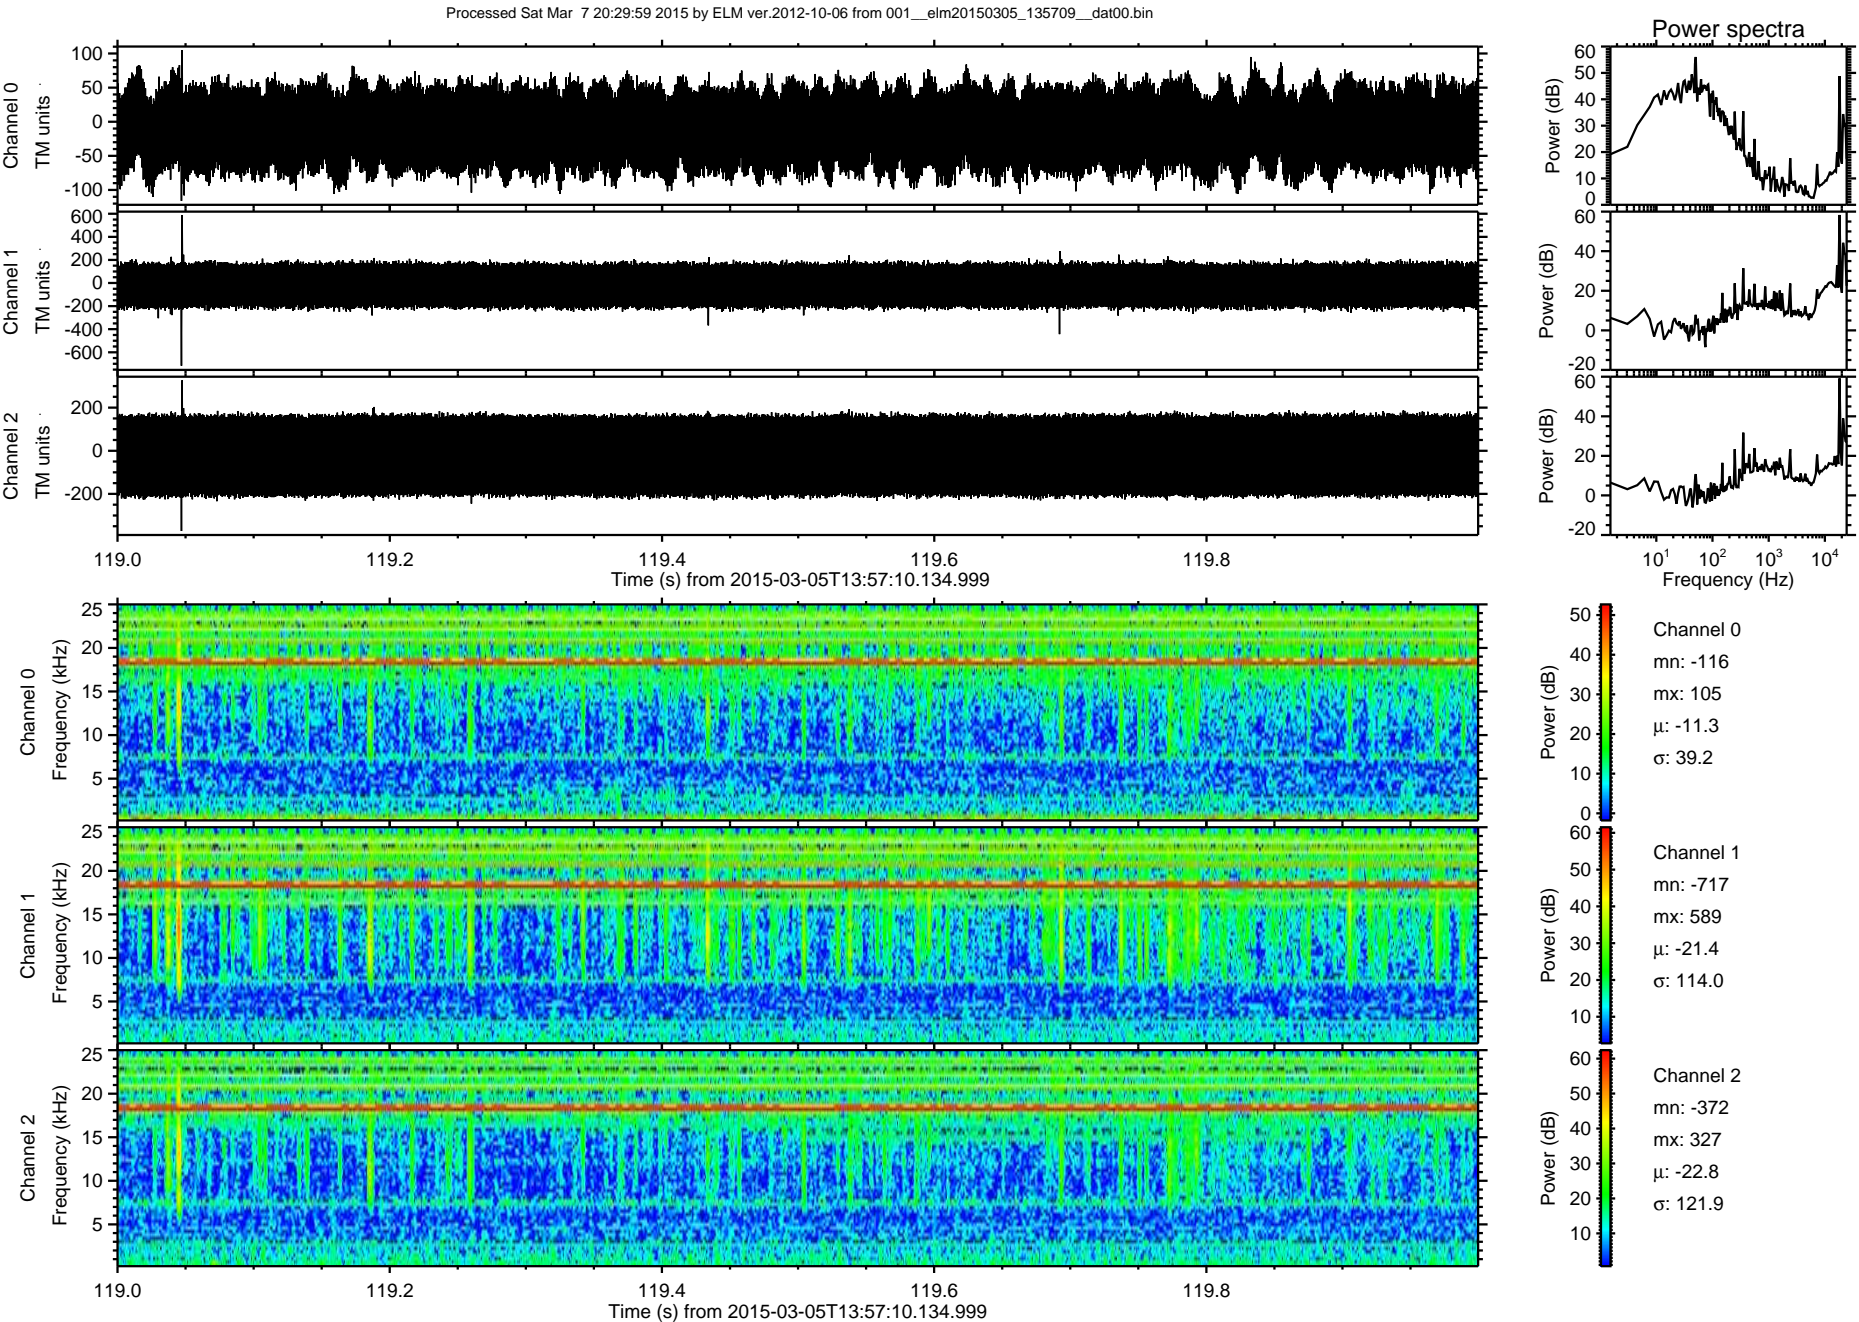 Processed Sat Mar  7 20:29:59 2015 by ELM ver.2012-10-06 from 001__elm20150305_135709__dat00.bin
Power spectra
Channel 0
TM units
100
50
0
-50
-100
Power (dB)
60
50
40
30
20
10
0
Channel 1
TM units
600
400
200
0
-200
-400
-600
Power (dB)
60
40
20
0
-20
Channel 2
TM units
200
0
-200
Power (dB)
60
40
20
0
-20
119.0 119.2 119.4 119.6 119.8
Time (s) from 2015-03-05T13:57:10.134.999
10^1 10^2 10^3 10^4
Frequency (Hz)
Channel 0
Frequency (kHz)
25
20
15
10
5
Power (dB)
50
40
30
20
10
0
Channel 0
mn: -116
mx: 105
μ: -11.3
σ: 39.2
Channel 1
Frequency (kHz)
25
20
15
10
5
Power (dB)
60
50
40
30
20
10
Channel 1
mn: -717
mx: 589
μ: -21.4
σ: 114.0
Channel 2
Frequency (kHz)
25
20
15
10
5
Power (dB)
60
50
40
30
20
10
Channel 2
mn: -372
mx: 327
μ: -22.8
σ: 121.9
119.0 119.2 119.4 119.6 119.8
Time (s) from 2015-03-05T13:57:10.134.999